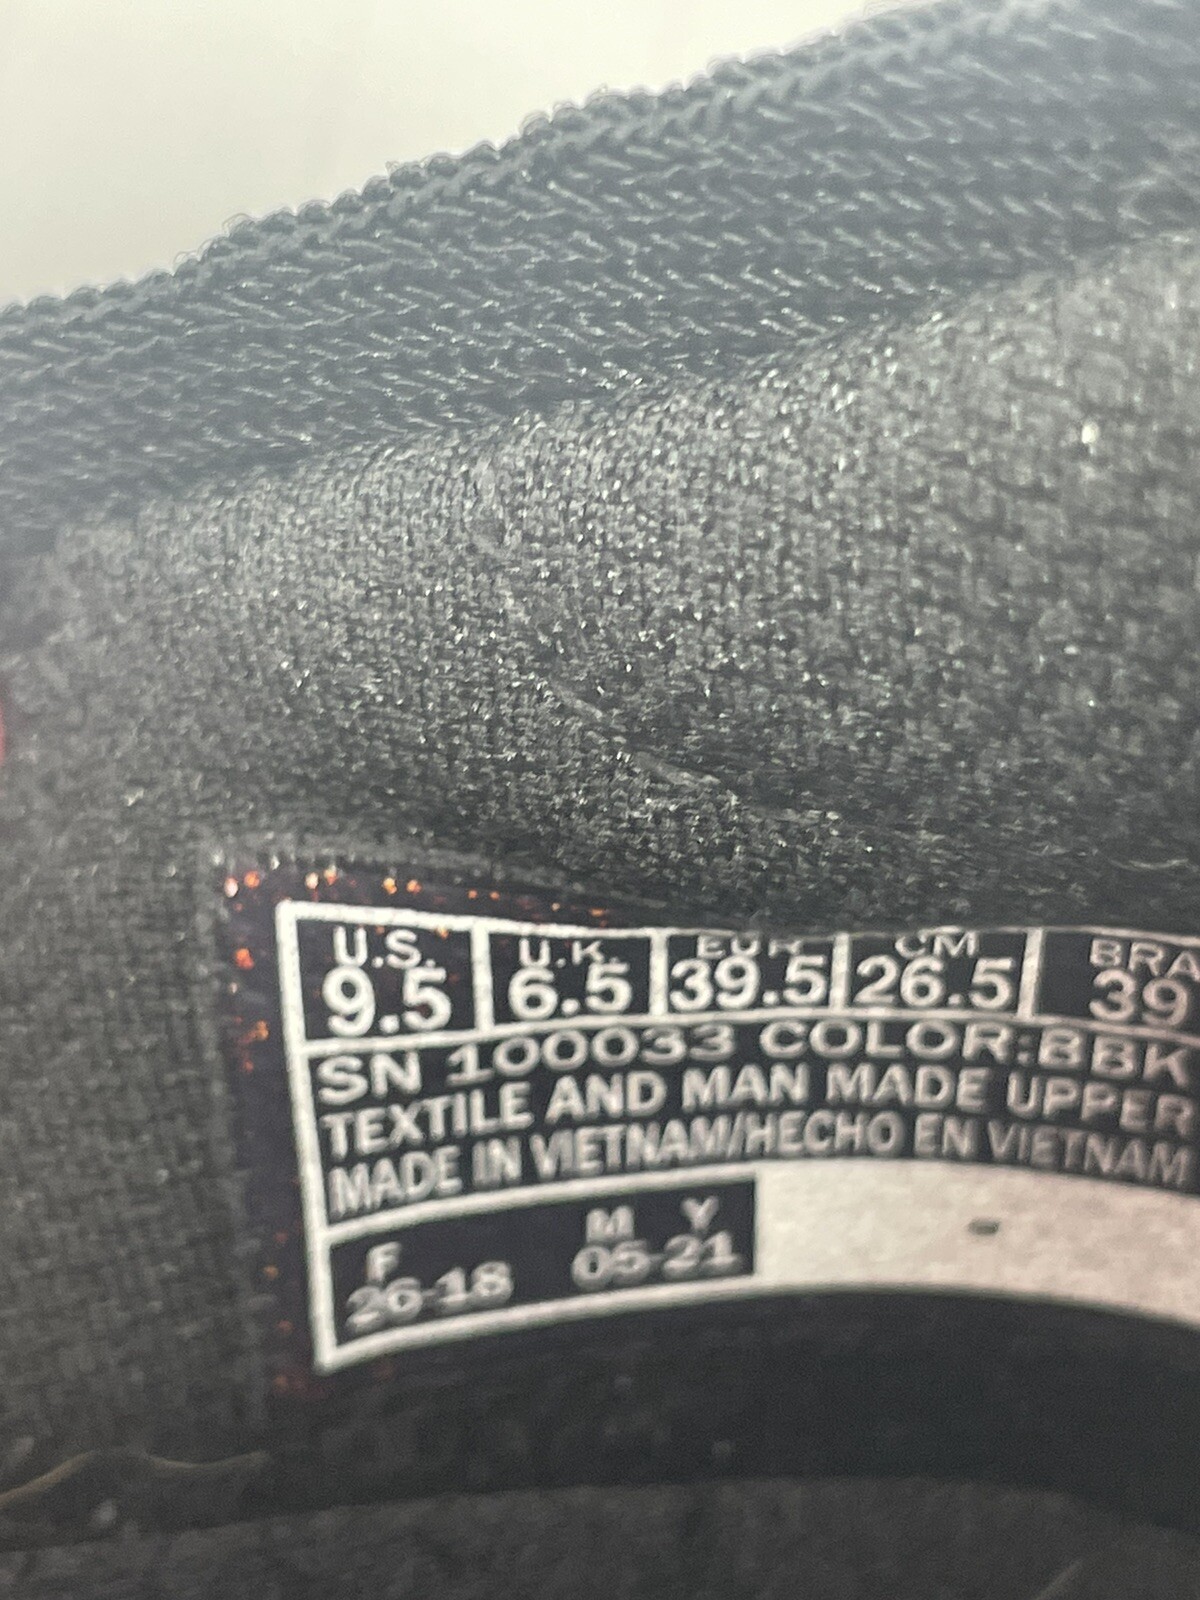 U.S. U.K. EUR CM BRA
9.5 6.5 39.5 26.5 39
SN 100033 COLOR:BBK
TEXTILE AND MAN MADE UPPER
MADE IN VIETNAM/HECHO EN VIETNAM
F M Y
26-18 05-21